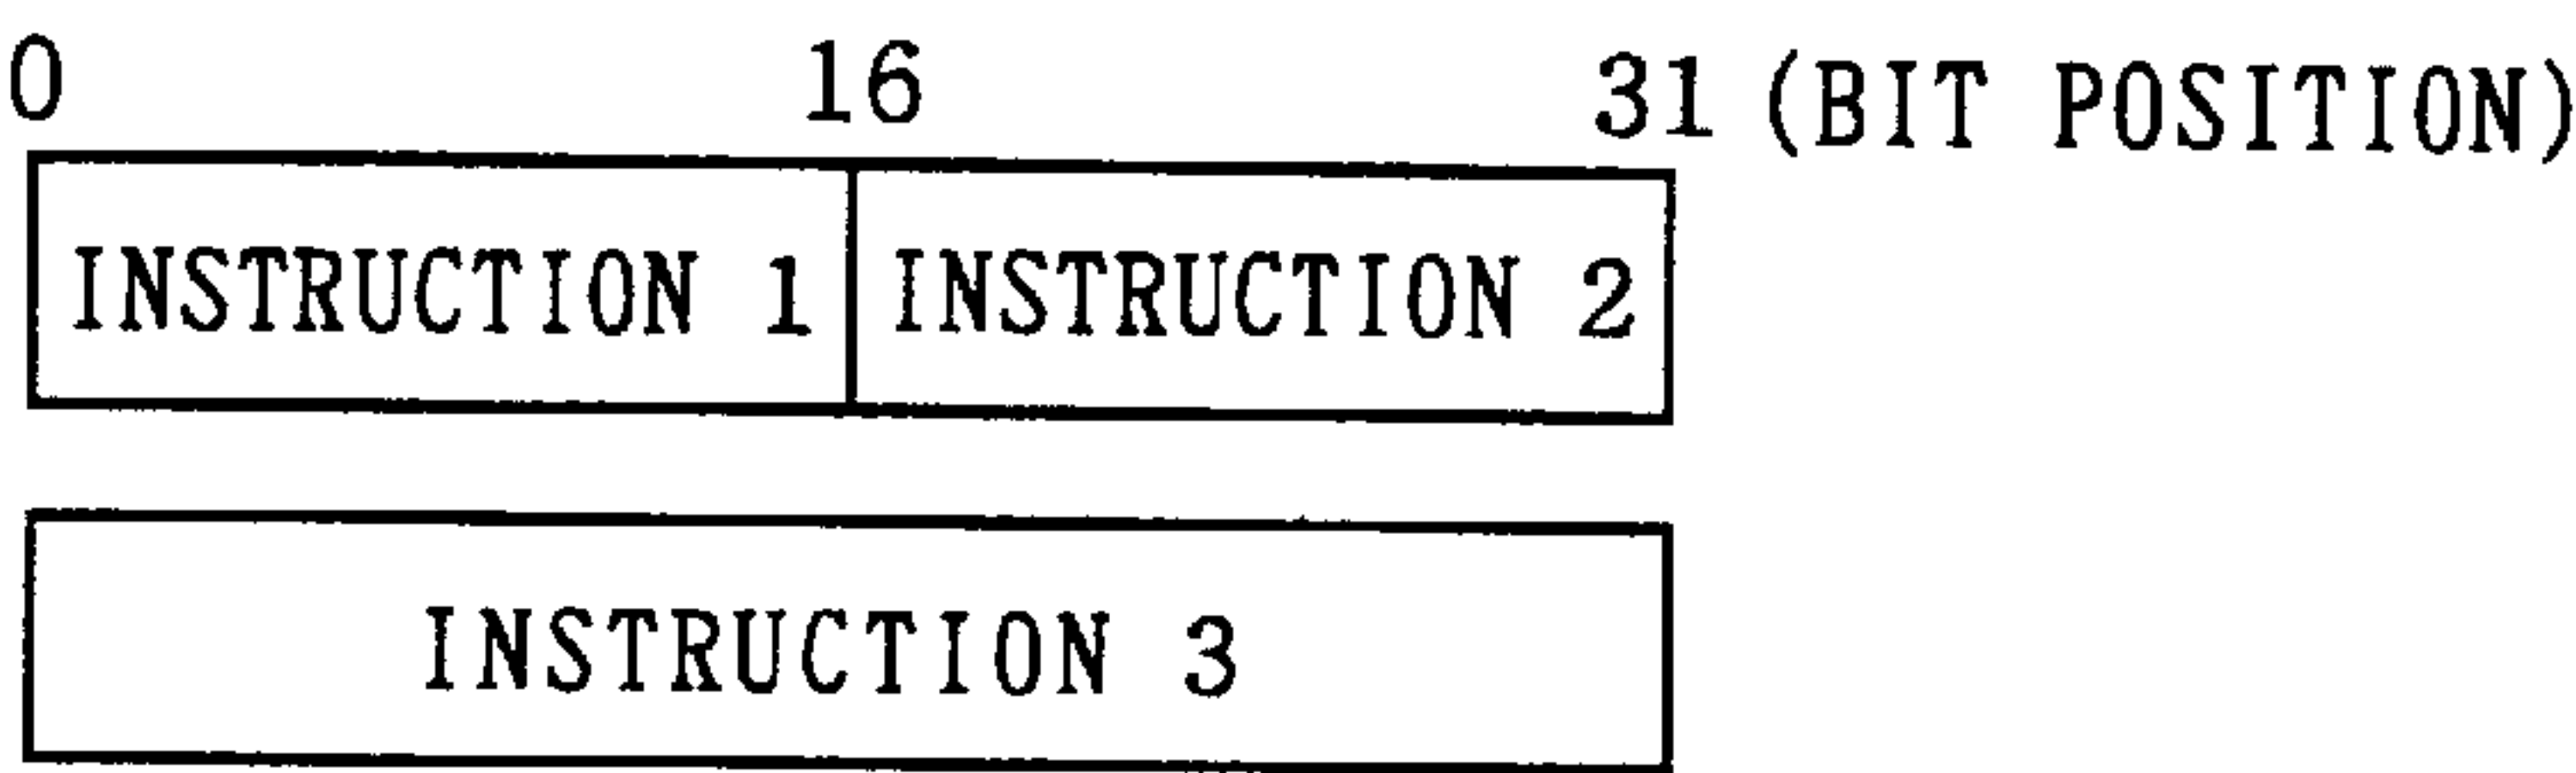 0 16 31 (BIT POSITION)
INSTRUCTION 1 INSTRUCTION 2
INSTRUCTION 3